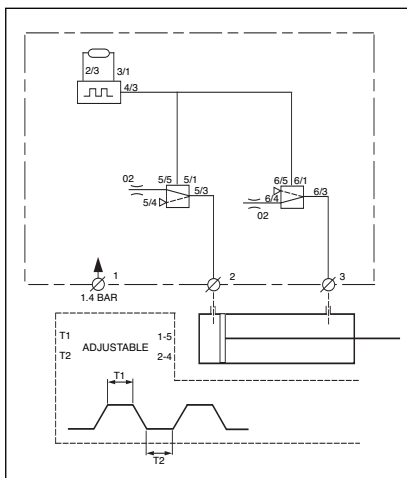 2/3 3/1
4/3
02 5/5 5/1
5/3
5/4
6/5 6/1
6/4 6/3
02
1 2 3
1.4 BAR
T1 1-5
ADJUSTABLE
T2 2-4
T1
T2